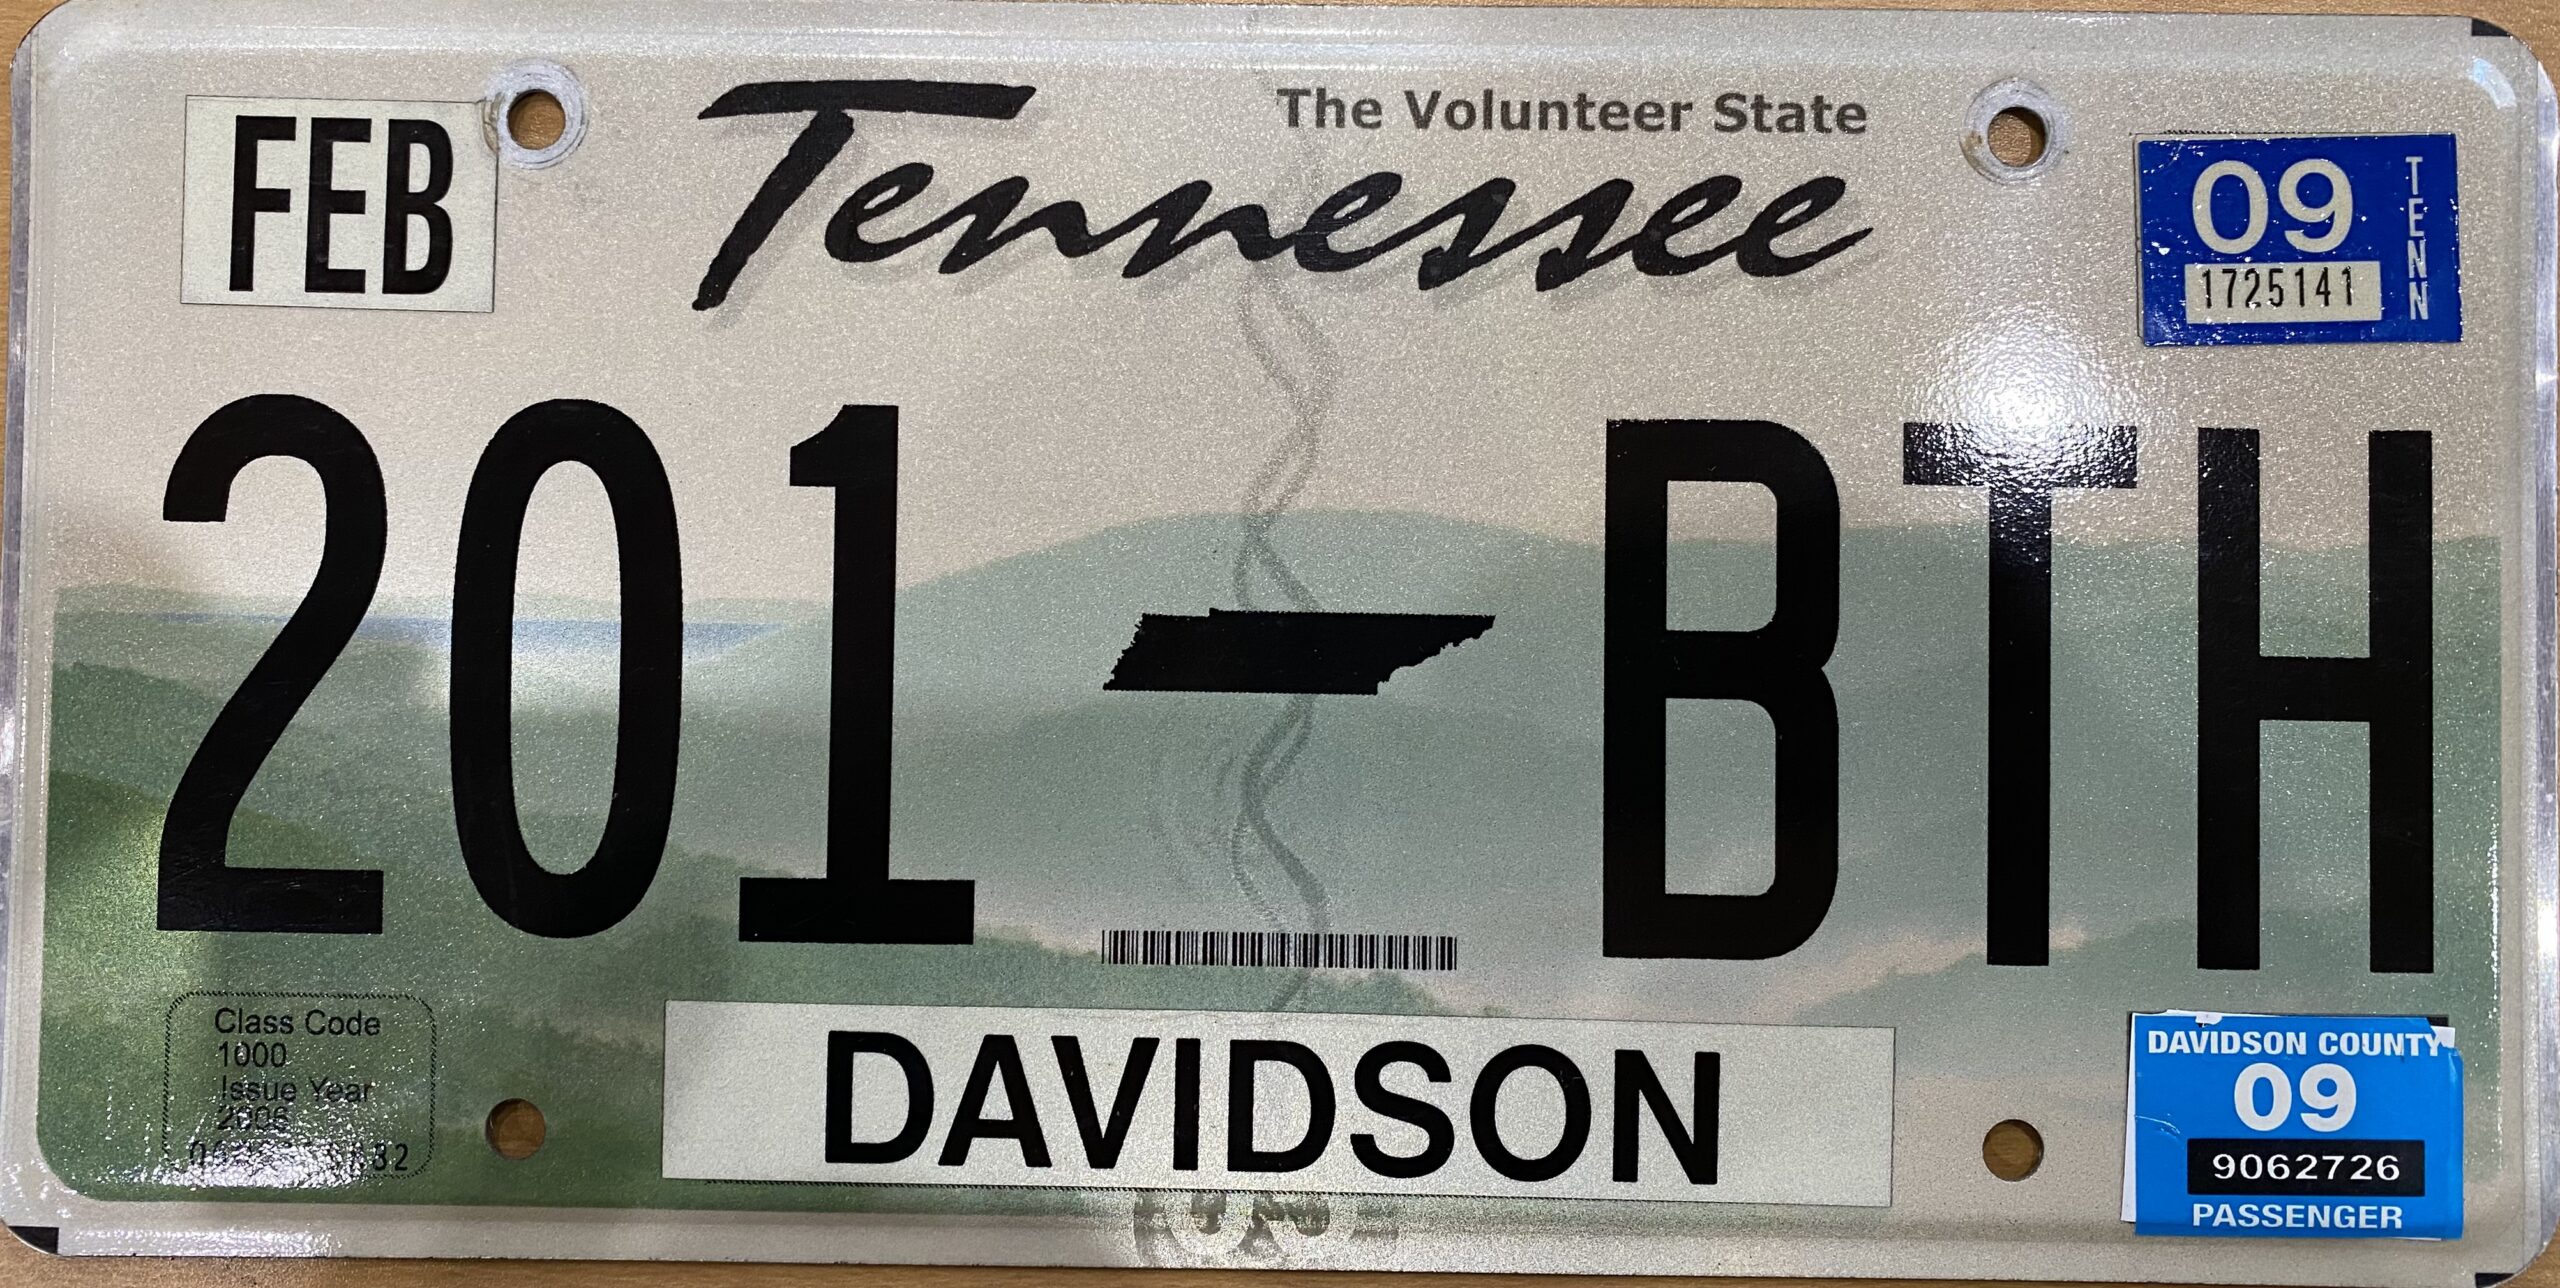 The Volunteer State
FEB
Tennessee
09
TENN
1725141
201 BTH
Class Code
1000
Issue Year
2006
DAVIDSON
DAVIDSON COUNTY
09
9062726
PASSENGER